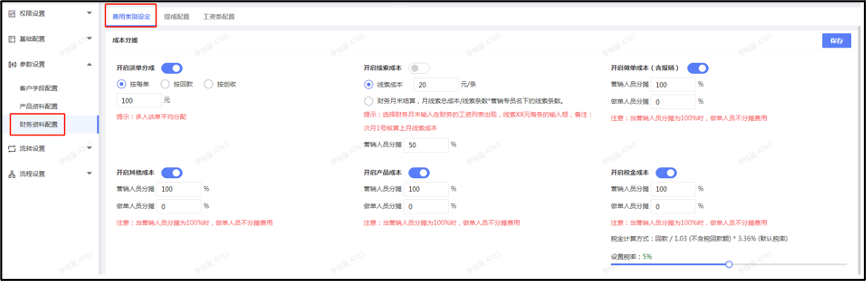 权限设置
基础配置
参数设置
客户字段配置
产品资料配置
财务资料配置
流转设置
流程设置
费用类别设定
提成配置
工资条配置
成本分摊
保存
开启谈单分成
按每单
按回款
按创收
100 元
提示：多人谈单平均分配
开启线索成本
线索成本 20 元/条
财务月末结算，月线索总成本/线索条数*营销专员名下的线索条数。
提示：选择财务月末输入在财务的工资列表出现，线索XX元每条的输入框，备注：
次月1号核算上月线索成本
营销人员分摊 50 %
开启做单成本（含报销）
营销人员分摊 100 %
做单人员分摊 0 %
注意：当营销人员分摊为100%时，做单人员不分摊费用
开启其他成本
营销人员分摊 100 %
做单人员分摊 0 %
注意：当营销人员分摊为100%时，做单人员不分摊费用
开启产品成本
营销人员分摊 100 %
做单人员分摊 0 %
注意：当营销人员分摊为100%时，做单人员不分摊费用
开启税金成本
营销人员分摊 100 %
做单人员分摊 0 %
注意：当营销人员分摊为100%时，做单人员不分摊费用
税金计算方式：回款 / 1.03 (不含税回款额) * 3.36% (默认税率)
设置税率：5%